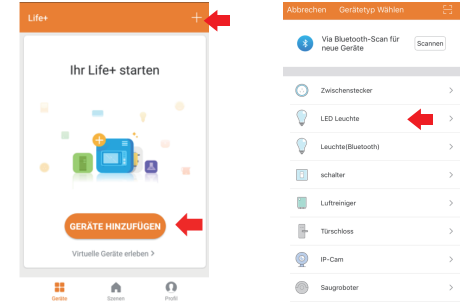 Life+
Ihr Life+ starten
GERÄTE HINZUFÜGEN
Virtuelle Geräte erleben >
Geräte Szenen Profil
Abbrechen Gerätetyp Wählen
Via Bluetooth-Scan für
neue Geräte
Scannen
Zwischenstecker
LED Leuchte
Leuchte(Bluetooth)
schalter
Luftreiniger
Türschloss
IP-Cam
Saugroboter